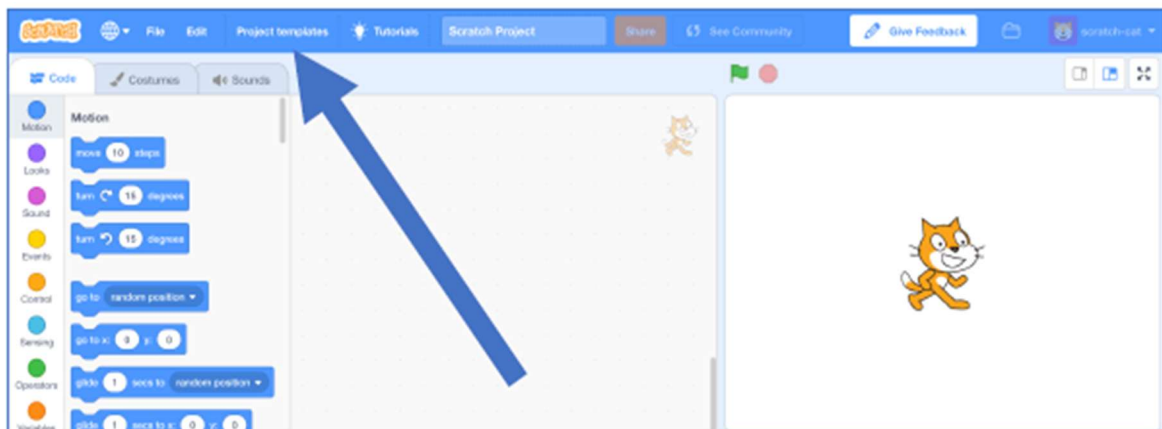 SCRATCH File Edit Project templates Tutorials Scratch Project Share See Community Give Feedback scratch-cat
Code Costumes Sounds
Motion
Looks
Sound
Events
Control
Sensing
Operators
Variables
Motion
move 10 steps
turn 15 degrees
turn 15 degrees
go to random position
go to x: 0 y: 0
glide 1 secs to random position
glide 1 secs to x: 0 y: 0